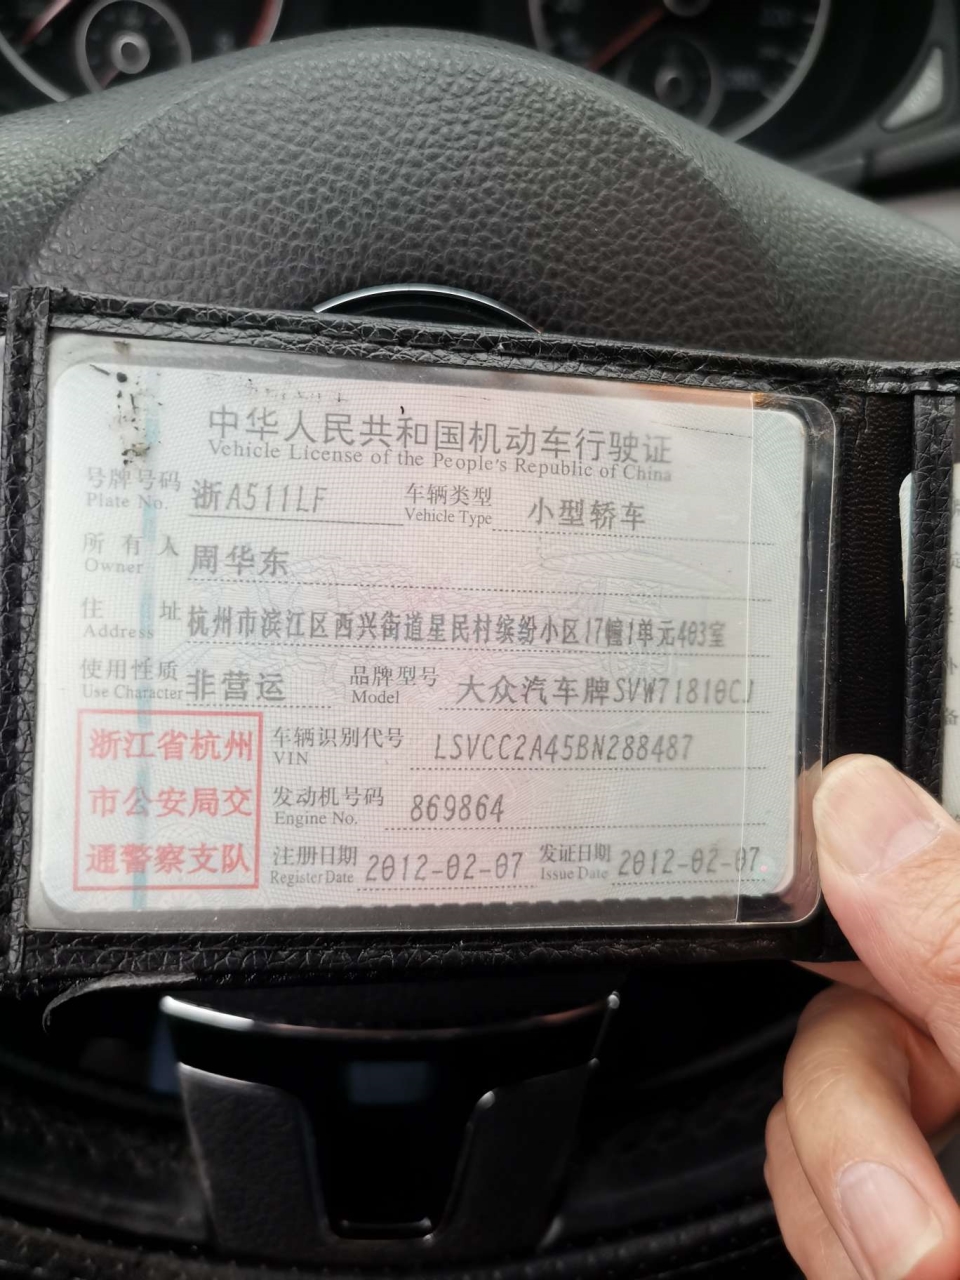 中华人民共和国机动车行驶证
Vehicle License of the People's Republic of China
号牌号码 浙A511LF 车辆类型 小型轿车
Plate No. Vehicle Type
所有人 周华东
Owner
住址 杭州市滨江区西兴街道星民村缤纷小区17幢1单元403室
Address
使用性质 非营运 品牌型号 大众汽车牌SVW71810CJ
Use Character Model
浙江省杭州
市公安局交
通警察支队
车辆识别代号 LSVCC2A45BN288487
VIN
发动机号码 869864
Engine No.
注册日期 2012-02-07 发证日期 2012-02-07
Register Date Issue Date